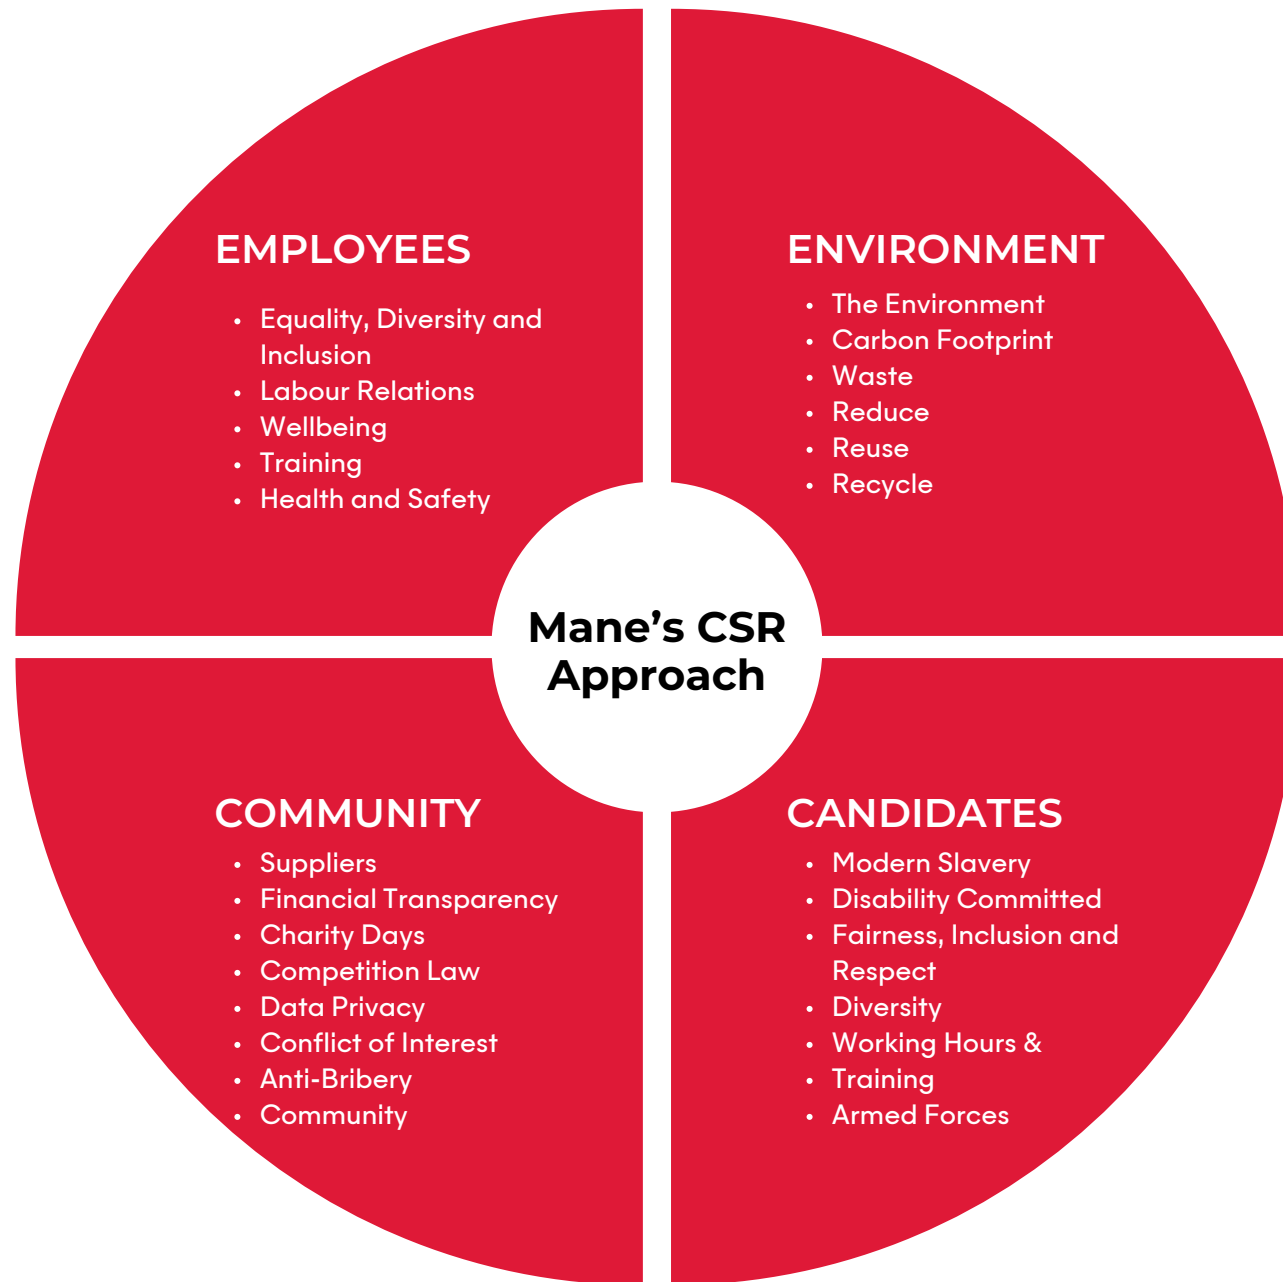 EMPLOYEES
• Equality, Diversity and
Inclusion
• Labour Relations
• Wellbeing
• Training
• Health and Safety
ENVIRONMENT
• The Environment
• Carbon Footprint
• Waste
• Reduce
• Reuse
• Recycle
Mane’s CSR
Approach
COMMUNITY
• Suppliers
• Financial Transparency
• Charity Days
• Competition Law
• Data Privacy
• Conflict of Interest
• Anti-Bribery
• Community
CANDIDATES
• Modern Slavery
• Disability Committed
• Fairness, Inclusion and
Respect
• Diversity
• Working Hours &
• Training
• Armed Forces